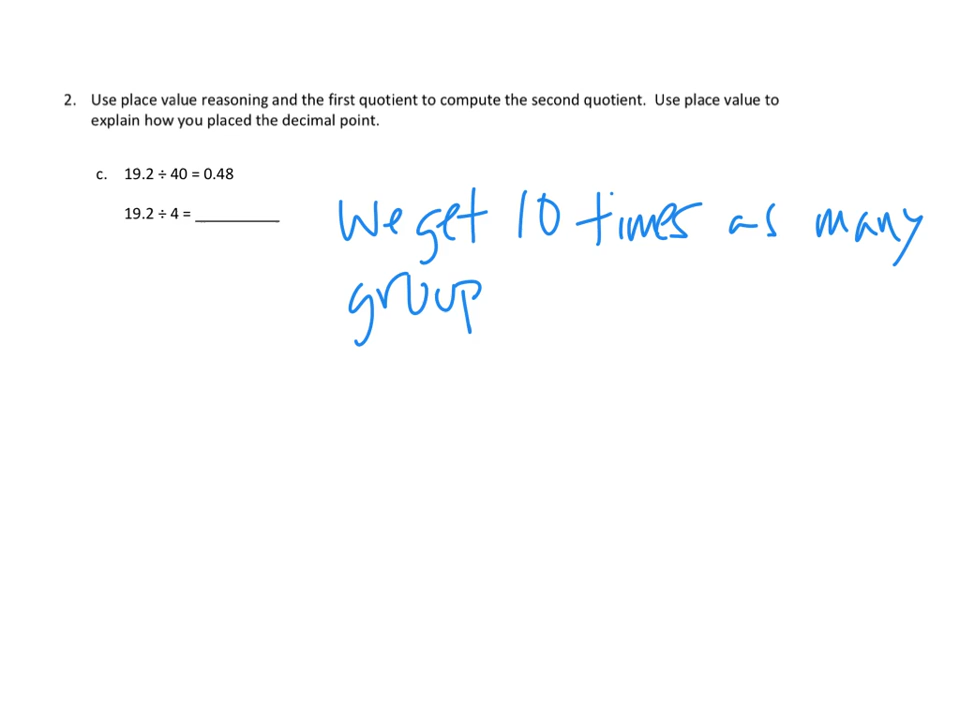 2. Use place value reasoning and the first quotient to compute the second quotient. Use place value to
explain how you placed the decimal point.
c. 19.2 ÷ 40 = 0.48
19.2 ÷ 4 = __________
We get 10 times as many
group